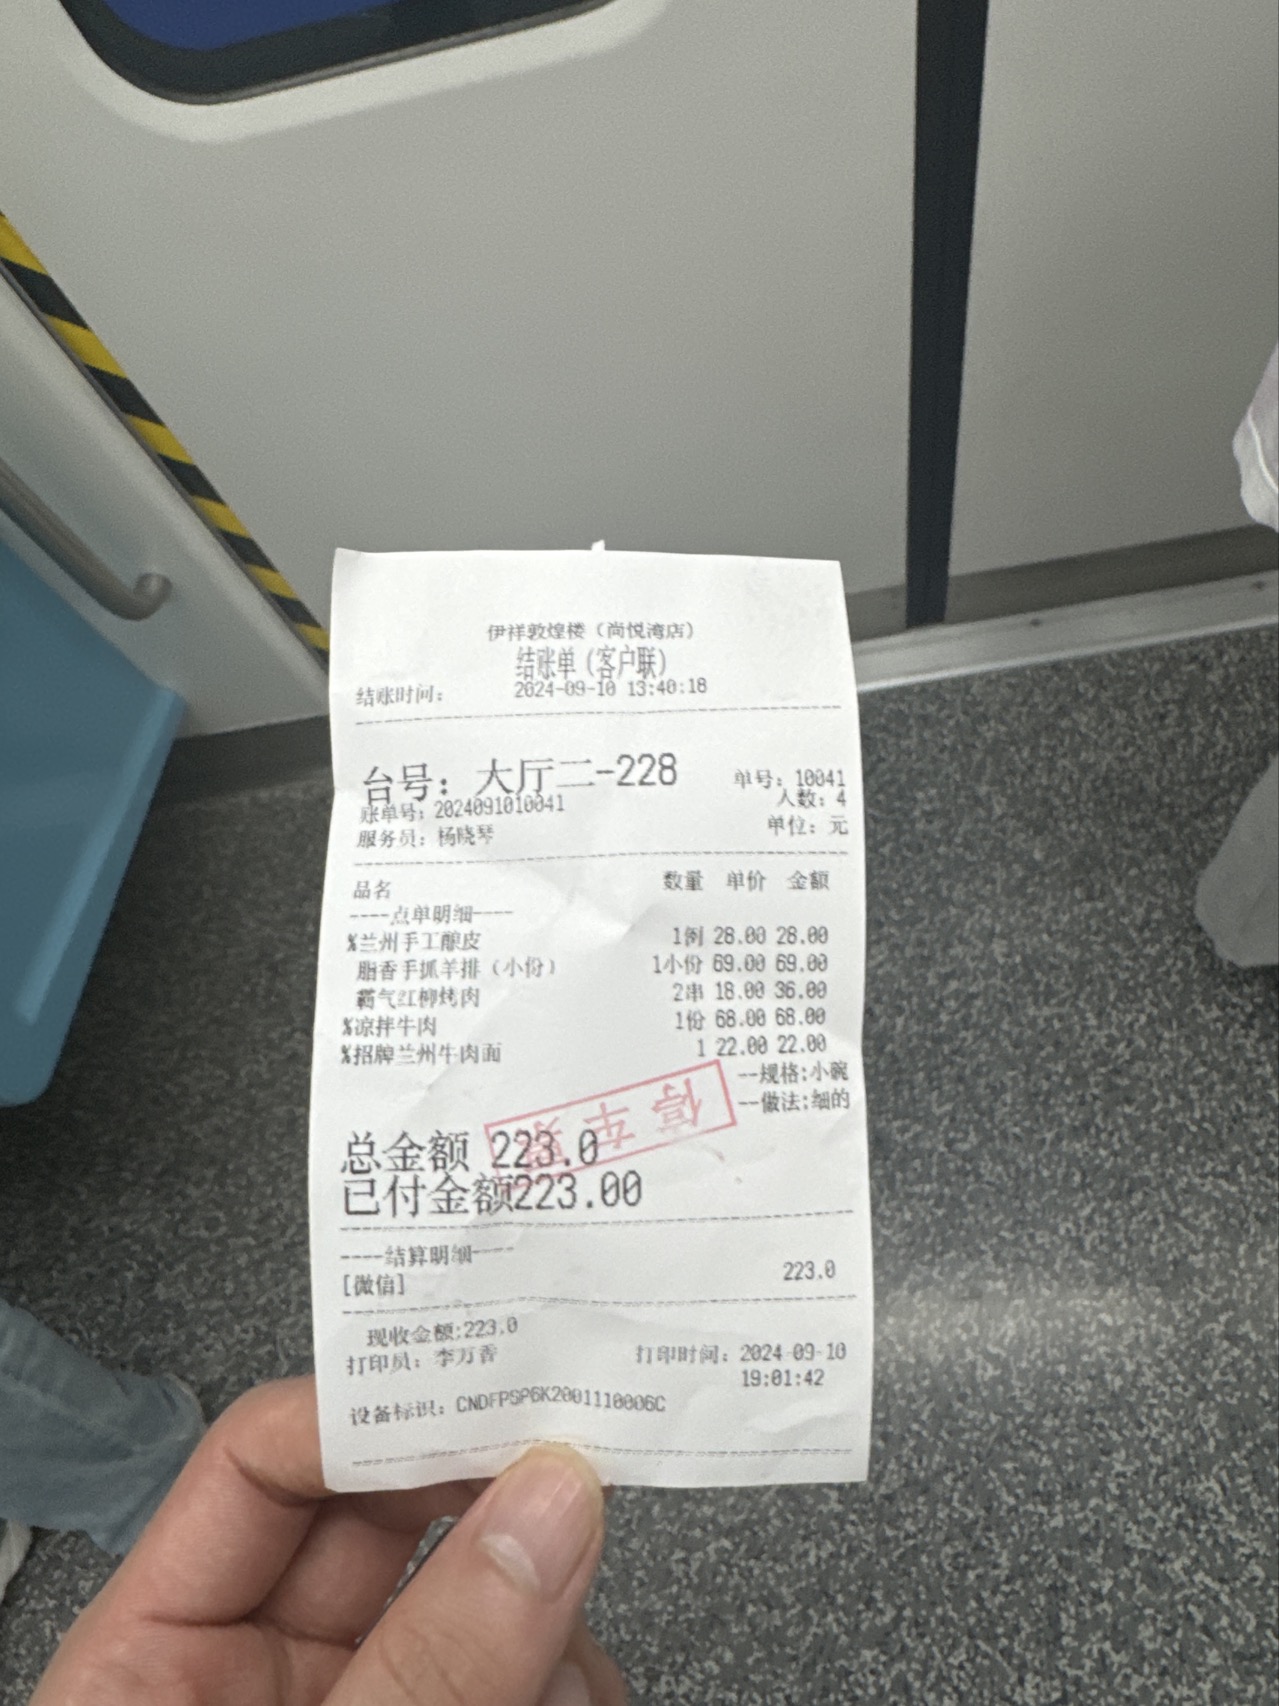 伊祥敦煌楼（尚悦湾店）
结账单（客户联）
结账时间： 2024-09-10 13:40:18
台号：大厅二-228 单号：10041
账单号：2024091010041 人数：4
服务员：杨晓琴 单位：元
品名 数量 单价 金额
----点单明细----
%兰州手工酿皮 1例 28.00 28.00
脂香手抓羊排（小份） 1小份 69.00 69.00
霸气红柳烤肉 2串 18.00 36.00
%凉拌牛肉 1份 68.00 68.00
%招牌兰州牛肉面 1 22.00 22.00
--规格:小碗
--做法:细的
停车票
总金额 223.0
已付金额223.00
----结算明细----
[微信] 223.0
现收金额:223.0
打印员：李万香 打印时间：2024-09-10
19:01:42
设备标识：CNDFPSP6K2001110006C